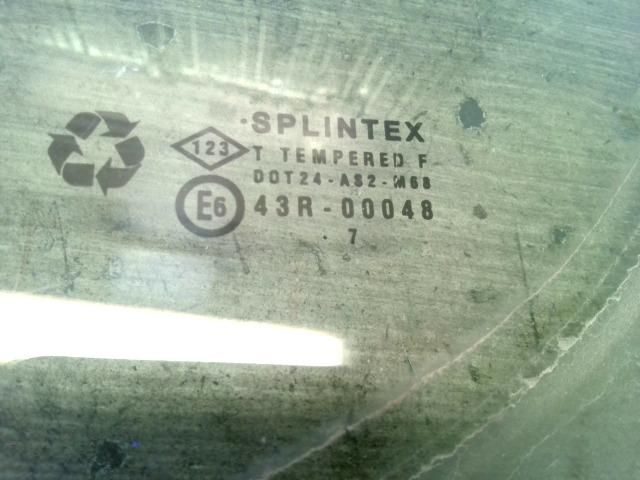 SPLINTEX
123
T TEMPERED F
DOT24-AS2-M68
E6 43R-00048
. 7